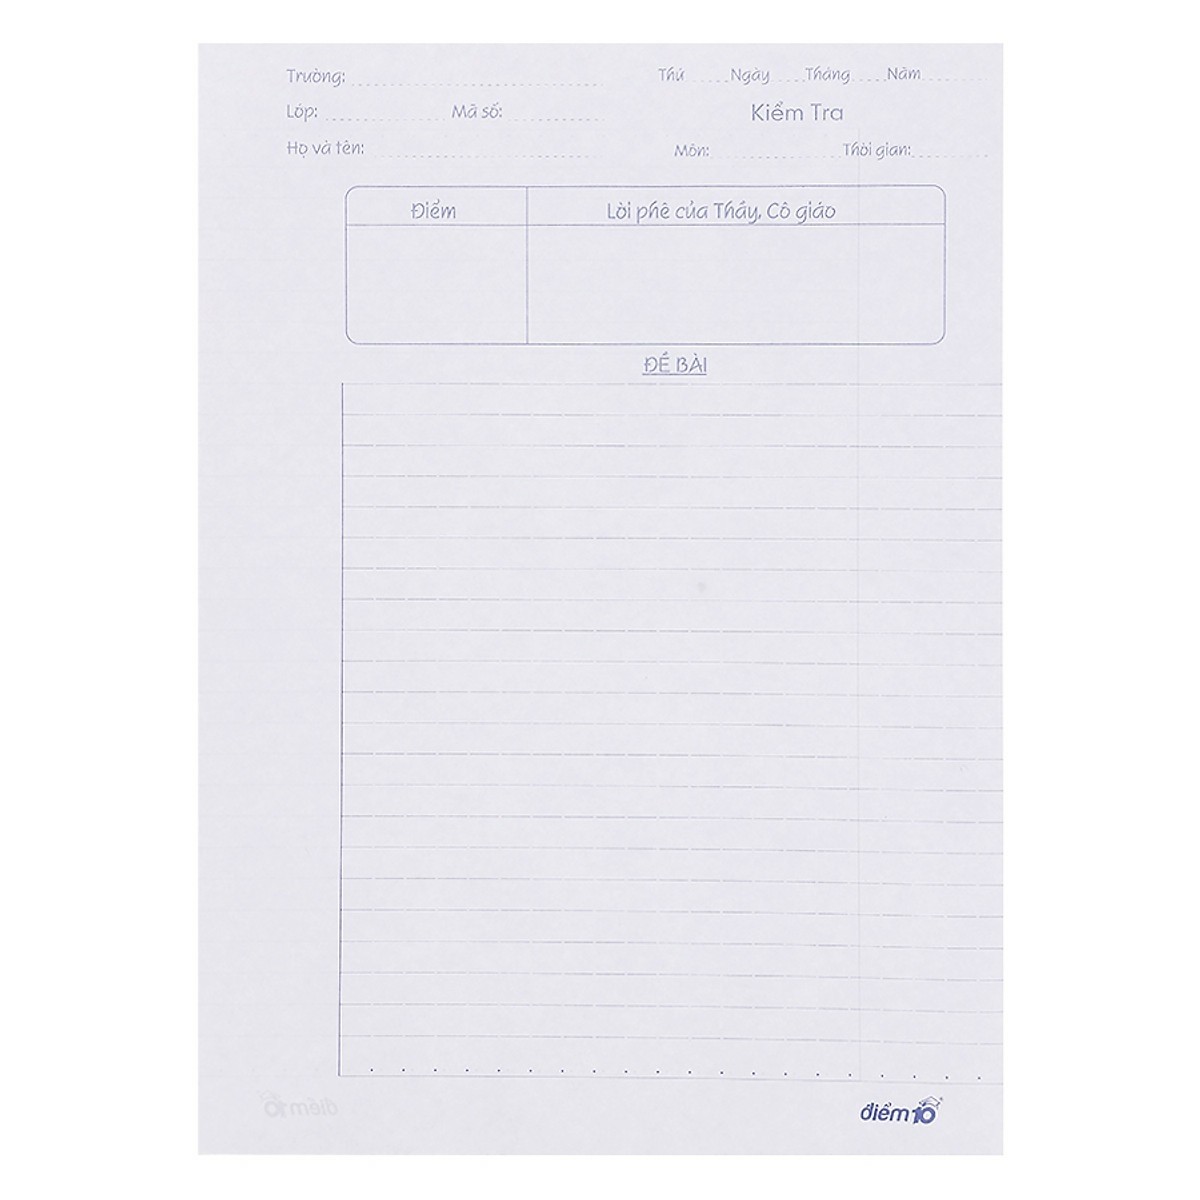 Trường: Thứ Ngày Tháng Năm
Lớp: Mã số: Kiểm Tra
Họ và tên: Môn: Thời gian:
Điểm Lời phê của Thầy, Cô giáo
ĐỀ BÀI
điểm 10